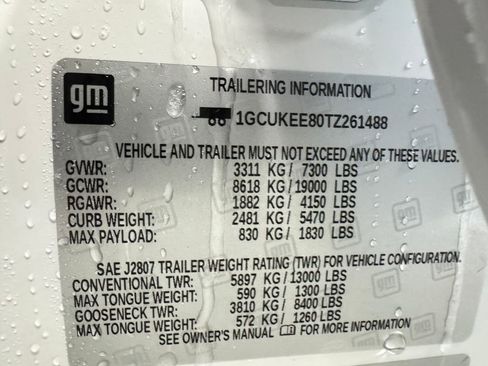 gm
TRAILERING INFORMATION
1GCUKEE80TZ261488
VEHICLE AND TRAILER MUST NOT EXCEED ANY OF THESE VALUES.
GVWR: 3311 KG / 7300 LBS
GCWR: 8618 KG / 19000 LBS
RGAWR: 1882 KG / 4150 LBS
CURB WEIGHT: 2481 KG / 5470 LBS
MAX PAYLOAD: 830 KG / 1830 LBS
SAE J2807 TRAILER WEIGHT RATING (TWR) FOR VEHICLE CONFIGURATION.
CONVENTIONAL TWR: 5897 KG / 13000 LBS
MAX TONGUE WEIGHT: 590 KG / 1300 LBS
GOOSENECK TWR: 3810 KG / 8400 LBS
MAX TONGUE WEIGHT: 572 KG / 1260 LBS
SEE OWNER'S MANUAL FOR MORE INFORMATION